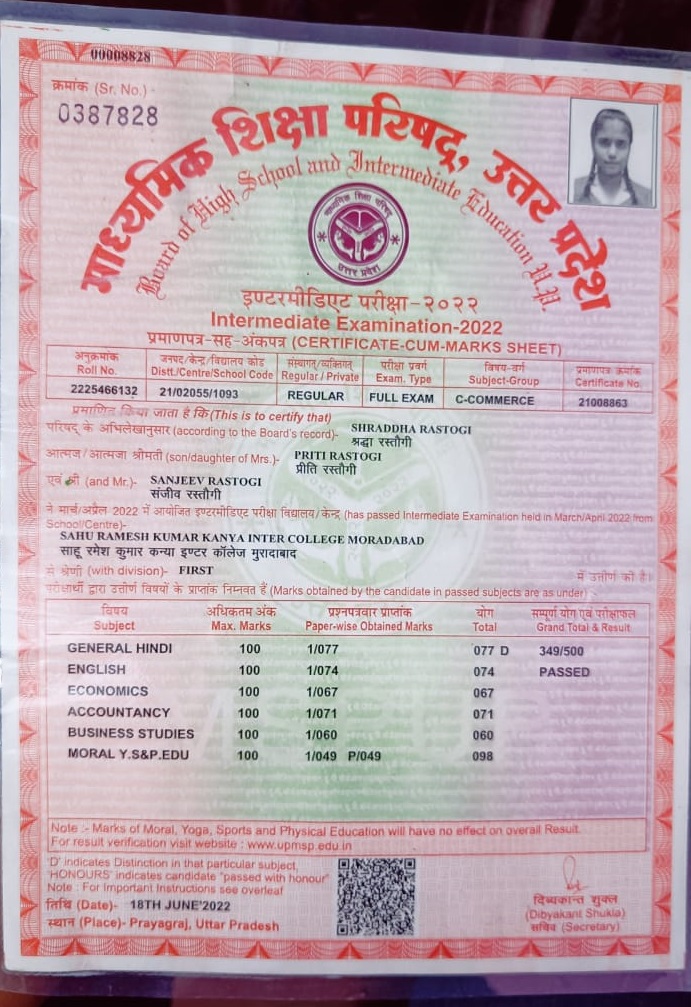 00008828
क्रमांक (Sr. No.) -
0387828
माध्यमिक शिक्षा परिषद्, उत्तर प्रदेश
Board of High School and Intermediate Education U.P.
माध्यमिक शिक्षा परिषद्
उत्तर प्रदेश
इण्टरमीडिएट परीक्षा-२०२२
Intermediate Examination-2022
प्रमाणपत्र-सह-अंकपत्र (CERTIFICATE-CUM-MARKS SHEET)
अनुक्रमांक जनपद/केन्द्र/विद्यालय कोड संस्थागत/व्यक्तिगत परीक्षा प्रवर्ग विषय-वर्ग प्रमाणपत्र क्रमांक
Roll No. Distt./Centre/School Code Regular / Private Exam. Type Subject-Group Certificate No.
2225466132 21/02055/1093 REGULAR FULL EXAM C-COMMERCE 21008863
प्रमाणित किया जाता है कि (This is to certify that)
परिषद् के अभिलेखानुसार (according to the Board's record)- SHRADDHA RASTOGI
श्रद्धा रस्तौगी
आत्मज/आत्मजा श्रीमती (son/daughter of Mrs.)- PRITI RASTOGI
प्रीति रस्तौगी
एवं श्री (and Mr.)- SANJEEV RASTOGI
संजीव रस्तौगी
ने मार्च/अप्रैल 2022 में आयोजित इण्टरमीडिएट परीक्षा विद्यालय/केन्द्र (has passed Intermediate Examination held in March/April 2022 from
School/Centre)-
SAHU RAMESH KUMAR KANYA INTER COLLEGE MORADABAD
साहू रमेश कुमार कन्या इण्टर कॉलेज मुरादाबाद
से श्रेणी (with division)- FIRST में उत्तीर्ण की है।
परीक्षार्थी द्वारा उत्तीर्ण विषयों के प्राप्तांक निम्नवत हैं (Marks obtained by the candidate in passed subjects are as under) -
विषय अधिकतम अंक प्रश्नपत्रवार प्राप्तांक योग सम्पूर्ण योग एवं परीक्षाफल
Subject Max. Marks Paper-wise Obtained Marks Total Grand Total & Result
GENERAL HINDI 100 1/077 077 D 349/500
ENGLISH 100 1/074 074 PASSED
ECONOMICS 100 1/067 067
ACCOUNTANCY 100 1/071 071
BUSINESS STUDIES 100 1/060 060
MORAL Y.S&P.EDU 100 1/049 P/049 098
Note :- Marks of Moral, Yoga, Sports and Physical Education will have no effect on overall Result.
For result verification visit website : www.upmsp.edu.in
'D' indicates Distinction in that particular subject,
'HONOURS' indicates candidate "passed with honour"
Note : For Important Instructions see overleaf
तिथि (Date)- 18TH JUNE'2022
स्थान (Place)- Prayagraj, Uttar Pradesh
दिव्यकान्त शुक्ल
(Dibyakant Shukla)
सचिव (Secretary)